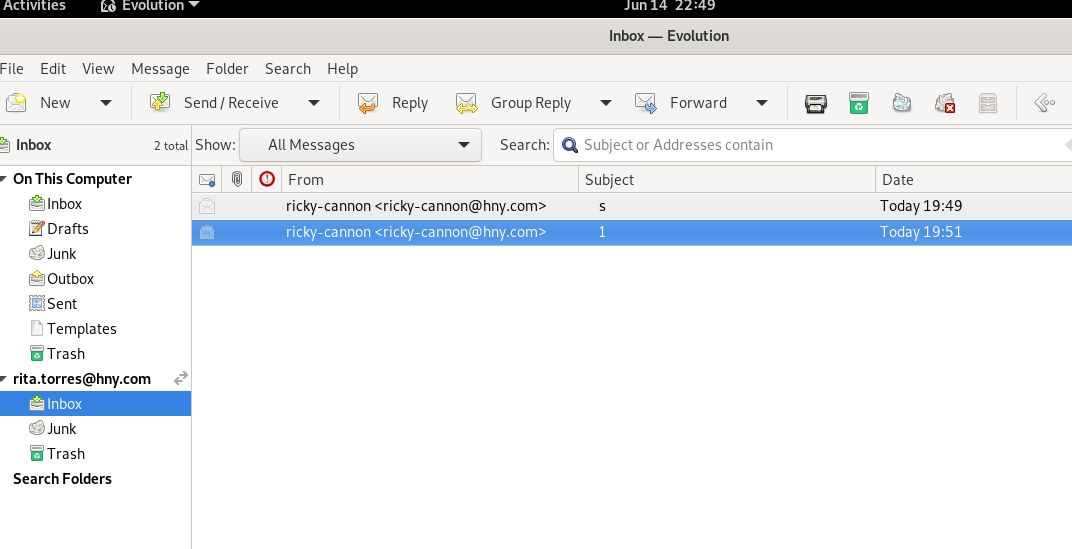 Activities Evolution Jun 14 22:49
Inbox — Evolution
File Edit View Message Folder Search Help
New Send / Receive Reply Group Reply Forward
Inbox 2 total Show: All Messages Search: Subject or Addresses contain
On This Computer
From Subject Date
Inbox
ricky-cannon <ricky-cannon@hny.com> s Today 19:49
Drafts
ricky-cannon <ricky-cannon@hny.com> 1 Today 19:51
Junk
Outbox
Sent
Templates
Trash
rita.torres@hny.com
Inbox
Junk
Trash
Search Folders